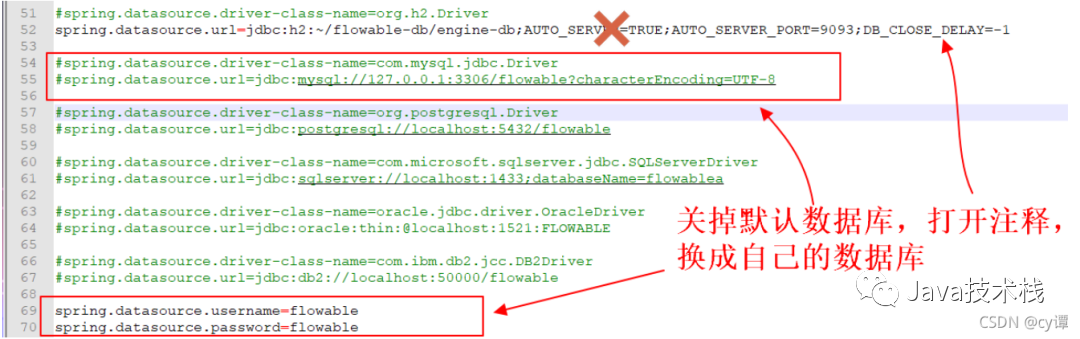 51 #spring.datasource.driver-class-name=org.h2.Driver
52 spring.datasource.url=jdbc:h2:~/flowable-db/engine-db;AUTO_SERVE =TRUE;AUTO_SERVER_PORT=9093;DB_CLOSE_DELAY=-1
53
54 #spring.datasource.driver-class-name=com.mysql.jdbc.Driver
55 #spring.datasource.url=jdbc:mysql://127.0.0.1:3306/flowable?characterEncoding=UTF-8
56
57 #spring.datasource.driver-class-name=org.postgresql.Driver
58 #spring.datasource.url=jdbc:postgresql://localhost:5432/flowable
59
60 #spring.datasource.driver-class-name=com.microsoft.sqlserver.jdbc.SQLServerDriver
61 #spring.datasource.url=jdbc:sqlserver://localhost:1433;databaseName=flowablea
62
63 #spring.datasource.driver-class-name=oracle.jdbc.driver.OracleDriver
64 #spring.datasource.url=jdbc:oracle:thin:@localhost:1521:FLOWABLE
65
66 #spring.datasource.driver-class-name=com.ibm.db2.jcc.DB2Driver
67 #spring.datasource.url=jdbc:db2://localhost:50000/flowable
68
69 spring.datasource.username=flowable
70 spring.datasource.password=flowable
关掉默认数据库，打开注释，
换成自己的数据库
Java技术栈
CSDN @cy谭